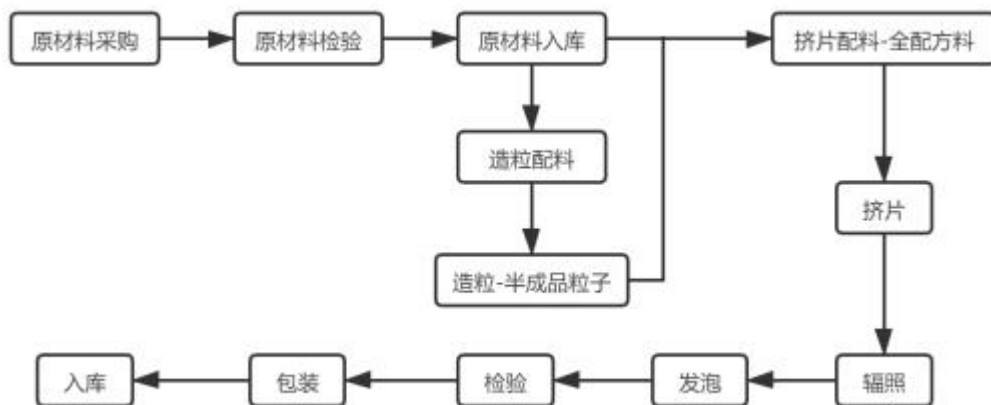 原材料采购
原材料检验
原材料入库
挤片配料-全配方料
造粒配料
挤片
造粒-半成品粒子
入库
包装
检验
发泡
辐照